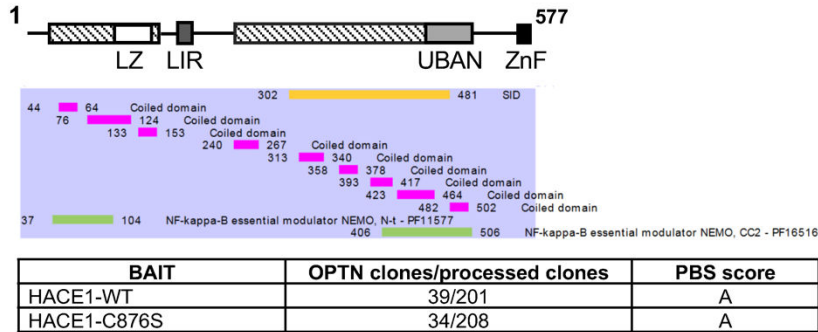 1 577
LZ LIR UBAN ZnF
302 481 SID
44 64 Coiled domain
76 124 Coiled domain
133 153 Coiled domain
240 267 Coiled domain
313 340 Coiled domain
358 378 Coiled domain
393 417 Coiled domain
423 464 Coiled domain
482 502 Coiled domain
37 104 NF-kappa-B essential modulator NEMO, N-t - PF11577
406 506 NF-kappa-B essential modulator NEMO, CC2 - PF16516
BAIT OPTN clones/processed clones PBS score
HACE1-WT 39/201 A
HACE1-C876S 34/208 A